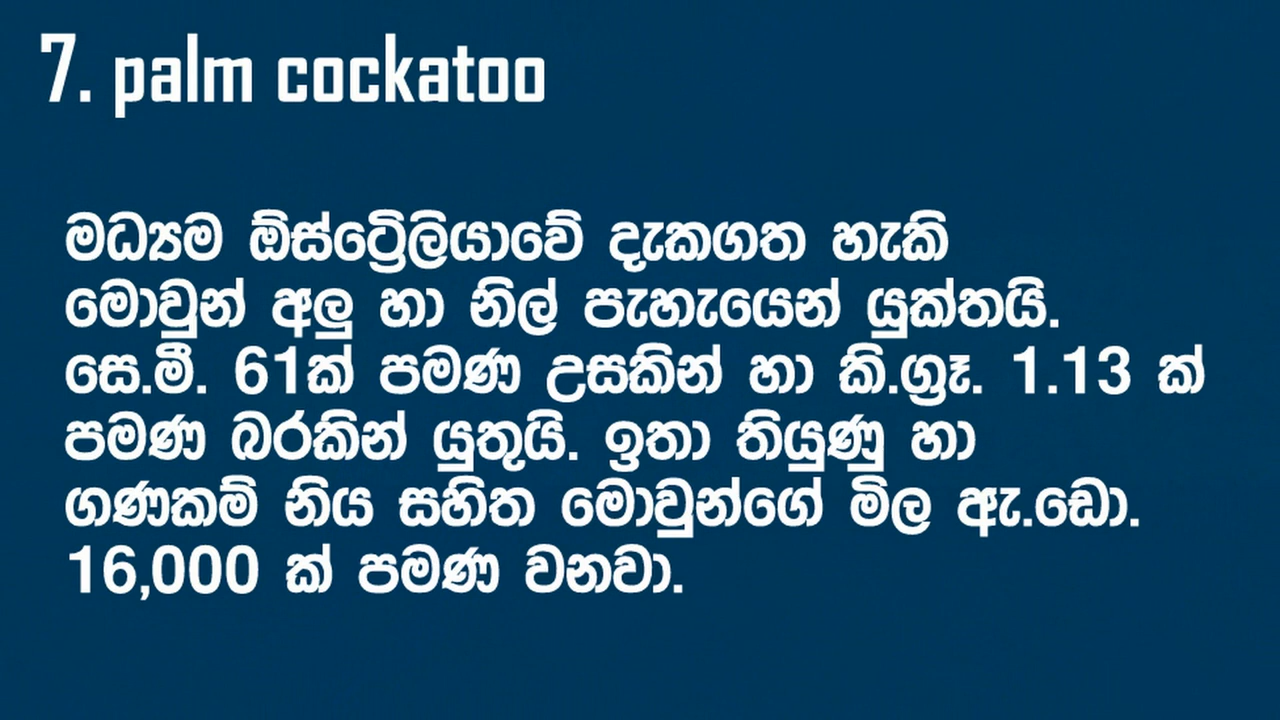 7. palm cockatoo
මධ්‍යම ඕස්ට්‍රේලියාවේ දැකගත හැකි
මොවුන් අලු හා නිල් පැහැයෙන් යුක්තයි.
සෙ.මී. 61ක් පමණ උසකින් හා කි.ග්‍රෑ. 1.13 ක්
පමණ බරකින් යුතුයි. ඉතා තියුණු හා
ගණකම් නිය සහිත මොවුන්ගේ මිල ඇ.ඩො.
16,000 ක් පමණ වනවා.